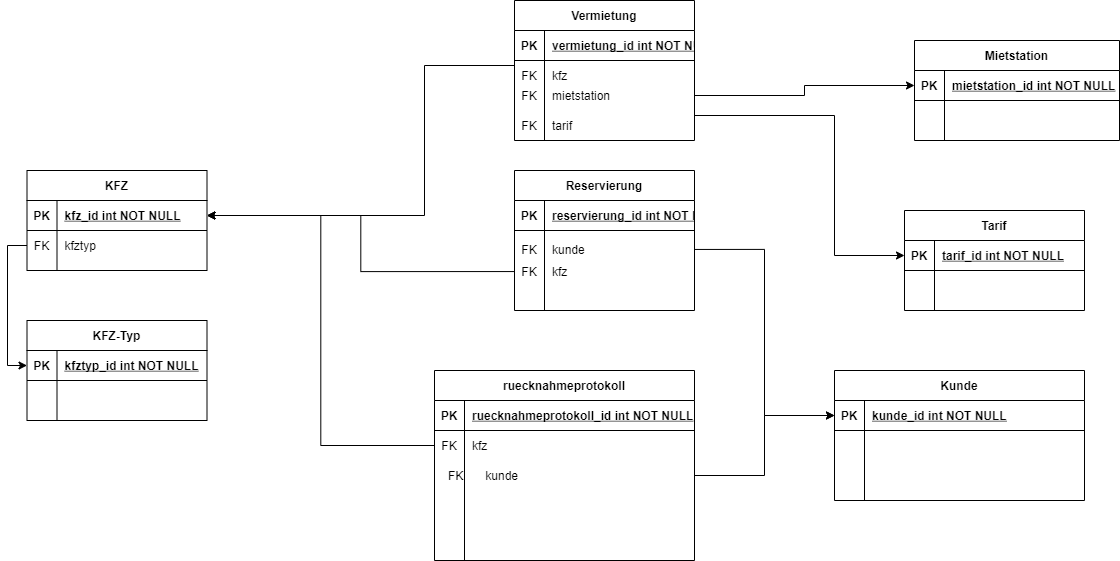 Vermietung
PK vermietung_id int NOT N
FK kfz
FK mietstation
FK tarif
Mietstation
PK mietstation_id int NOT NULL
KFZ
PK kfz_id int NOT NULL
FK kfztyp
Reservierung
PK reservierung_id int NOT
FK kunde
FK kfz
Tarif
PK tarif_id int NOT NULL
KFZ-Typ
PK kfztyp_id int NOT NULL
ruecknahmeprotokoll
PK ruecknahmeprotokoll_id int NOT NULL
FK kfz
FK kunde
Kunde
PK kunde_id int NOT NULL